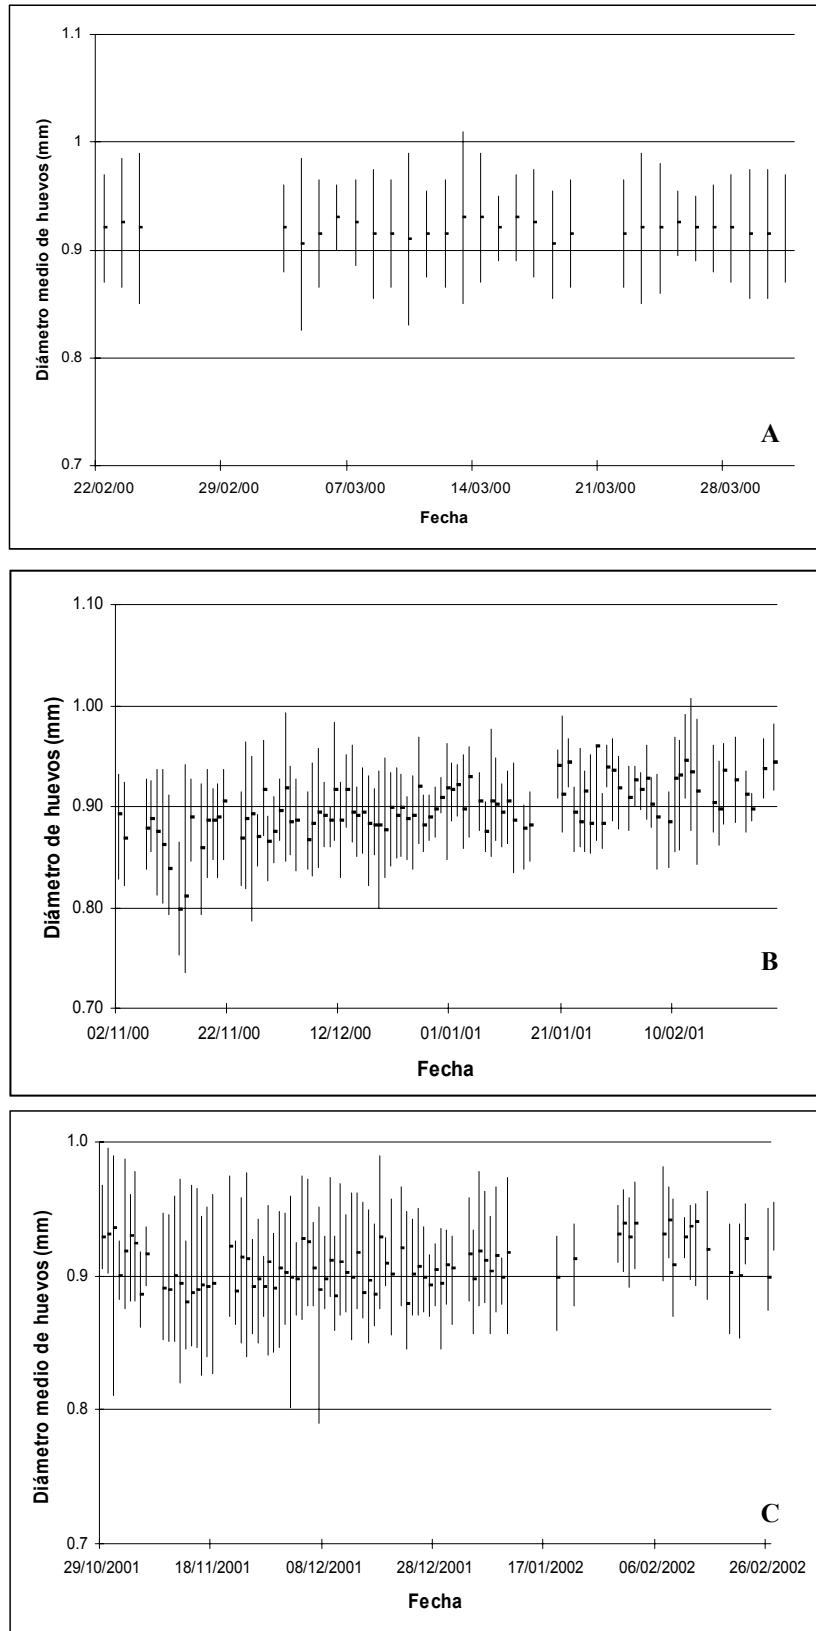 1.1
1
0.9
0.8
0.7
Diámetro medio de huevos (mm)
A
22/02/00 29/02/00 07/03/00 14/03/00 21/03/00 28/03/00
Fecha
1.10
1.00
0.90
0.80
0.70
Diámetro de huevos (mm)
B
02/11/00 22/11/00 12/12/00 01/01/01 21/01/01 10/02/01
Fecha
1.0
0.9
0.8
0.7
Diámetro medio de huevos (mm)
C
29/10/2001 18/11/2001 08/12/2001 28/12/2001 17/01/2002 06/02/2002 26/02/2002
Fecha